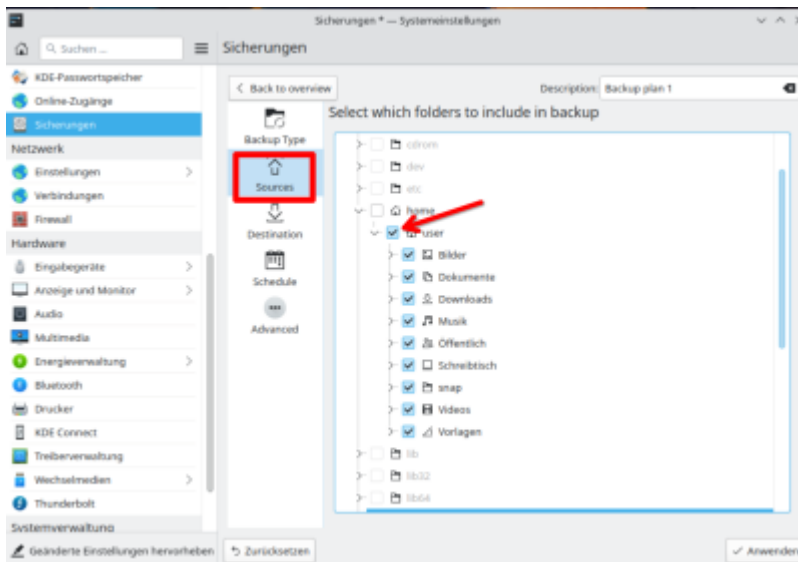 Sicherungen * — Systemeinstellungen
Suchen ...
Sicherungen
KDE-Passwortspeicher
Online-Zugänge
Sicherungen
Netzwerk
Einstellungen
Verbindungen
Firewall
Hardware
Eingabegeräte
Anzeige und Monitor
Audio
Multimedia
Energieverwaltung
Bluetooth
Drucker
KDE Connect
Treiberverwaltung
Wechselmedien
Thunderbolt
Systemverwaltung
Geänderte Einstellungen hervorheben
Back to overview
Description: Backup plan 1
Backup Type
Sources
Destination
Schedule
Advanced
Select which folders to include in backup
cdrom
dev
etc
home
user
Bilder
Dokumente
Downloads
Musik
Öffentlich
Schreibtisch
snap
Videos
Vorlagen
lib
lib32
lib64
Zurücksetzen
Anwenden